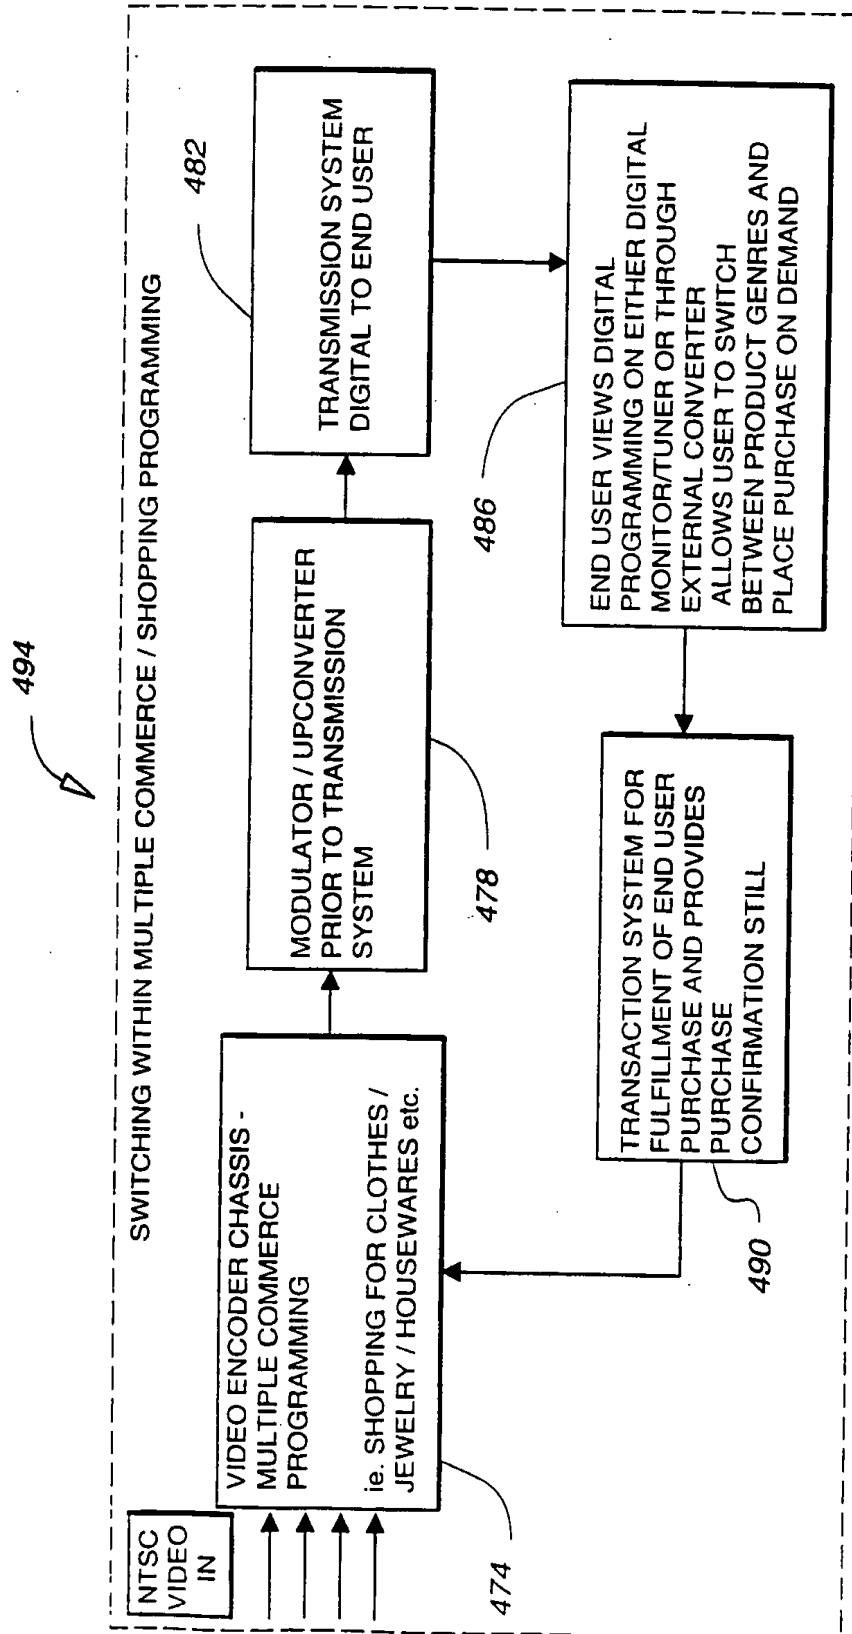 494
SWITCHING WITHIN MULTIPLE COMMERCE / SHOPPING PROGRAMMING
NTSC
VIDEO
IN
VIDEO ENCODER CHASSIS -
MULTIPLE COMMERCE
PROGRAMMING
ie. SHOPPING FOR CLOTHES /
JEWELRY / HOUSEWARES etc.
474
MODULATOR / UPCONVERTER
PRIOR TO TRANSMISSION
SYSTEM
478
482
TRANSMISSION SYSTEM
DIGITAL TO END USER
486
END USER VIEWS DIGITAL
PROGRAMMING ON EITHER DIGITAL
MONITOR/TUNER OR THROUGH
EXTERNAL CONVERTER
ALLOWS USER TO SWITCH
BETWEEN PRODUCT GENRES AND
PLACE PURCHASE ON DEMAND
TRANSACTION SYSTEM FOR
FULFILLMENT OF END USER
PURCHASE AND PROVIDES
PURCHASE
CONFIRMATION STILL
490